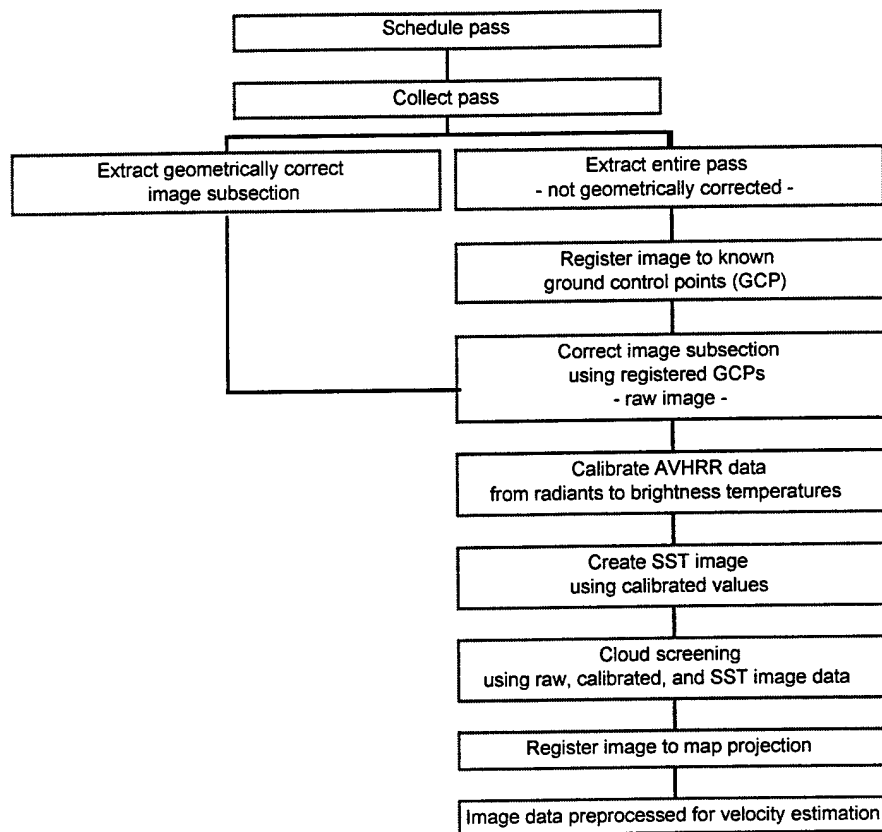 Schedule pass
Collect pass
Extract geometrically correct
image subsection
Extract entire pass
- not geometrically corrected -
Register image to known
ground control points (GCP)
Correct image subsection
using registered GCPs
- raw image -
Calibrate AVHRR data
from radiants to brightness temperatures
Create SST image
using calibrated values
Cloud screening
using raw, calibrated, and SST image data
Register image to map projection
Image data preprocessed for velocity estimation